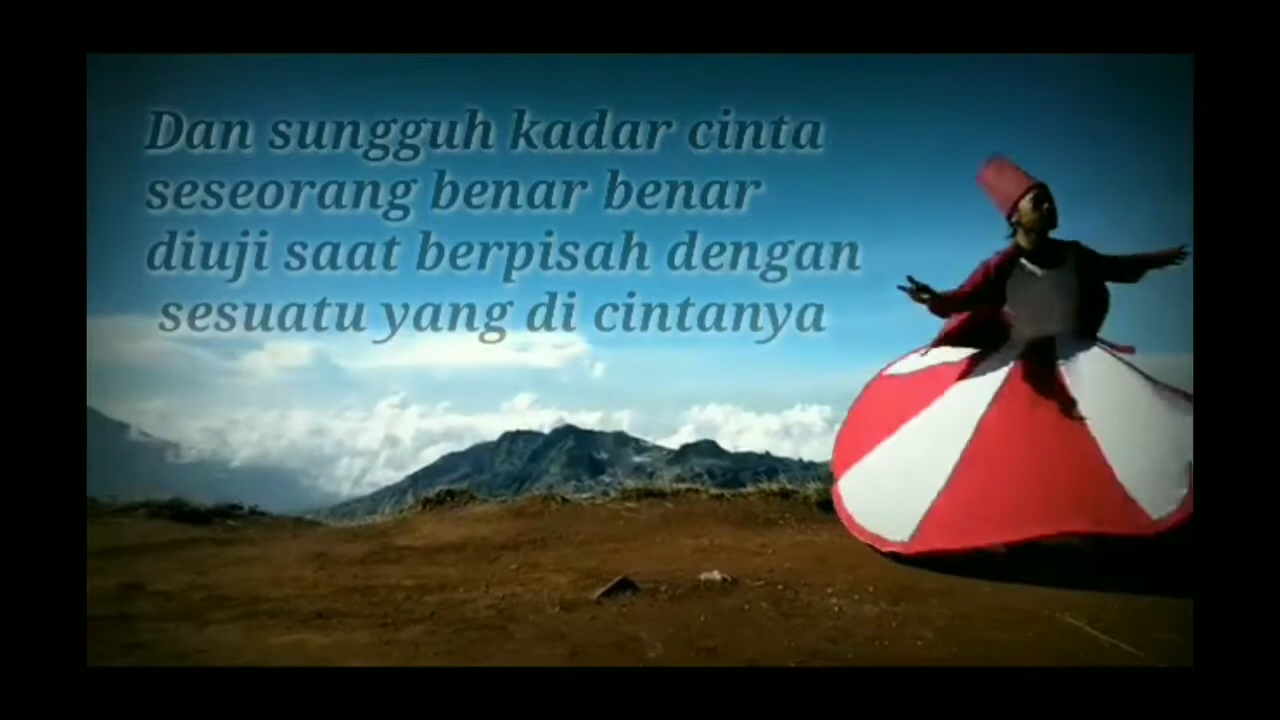 Dan sungguh kadar cinta
seseorang benar benar
diuji saat berpisah dengan
sesuatu yang di cintanya